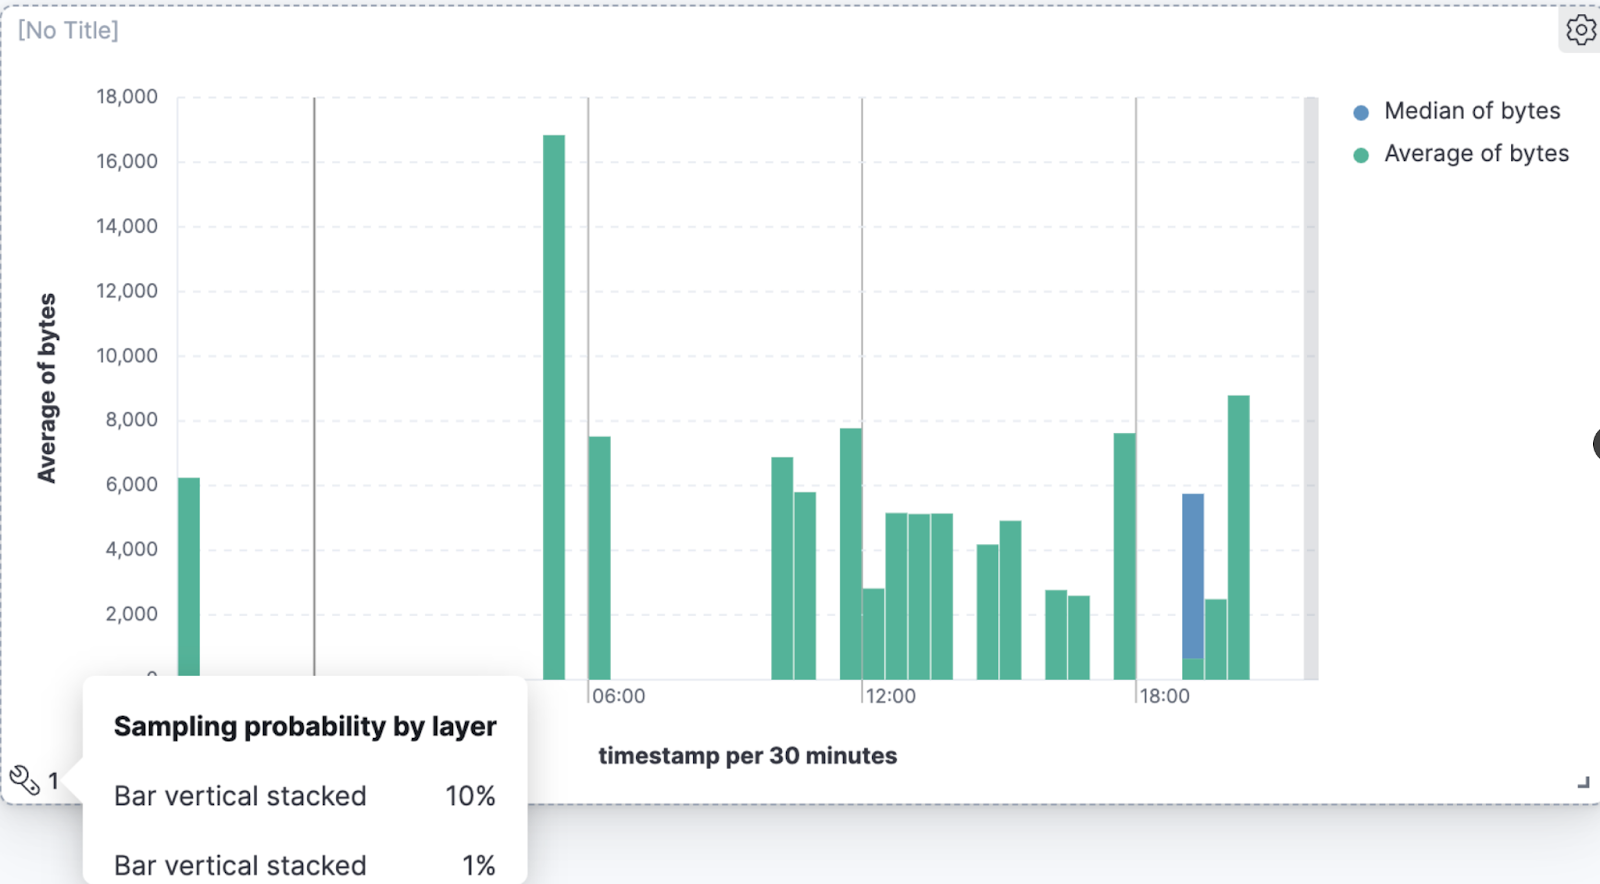 [No Title]
18,000
16,000
14,000
12,000
10,000
8,000
6,000
4,000
2,000
Average of bytes
Median of bytes
Average of bytes
06:00
12:00
18:00
timestamp per 30 minutes
Sampling probability by layer
Bar vertical stacked 10%
Bar vertical stacked 1%
1